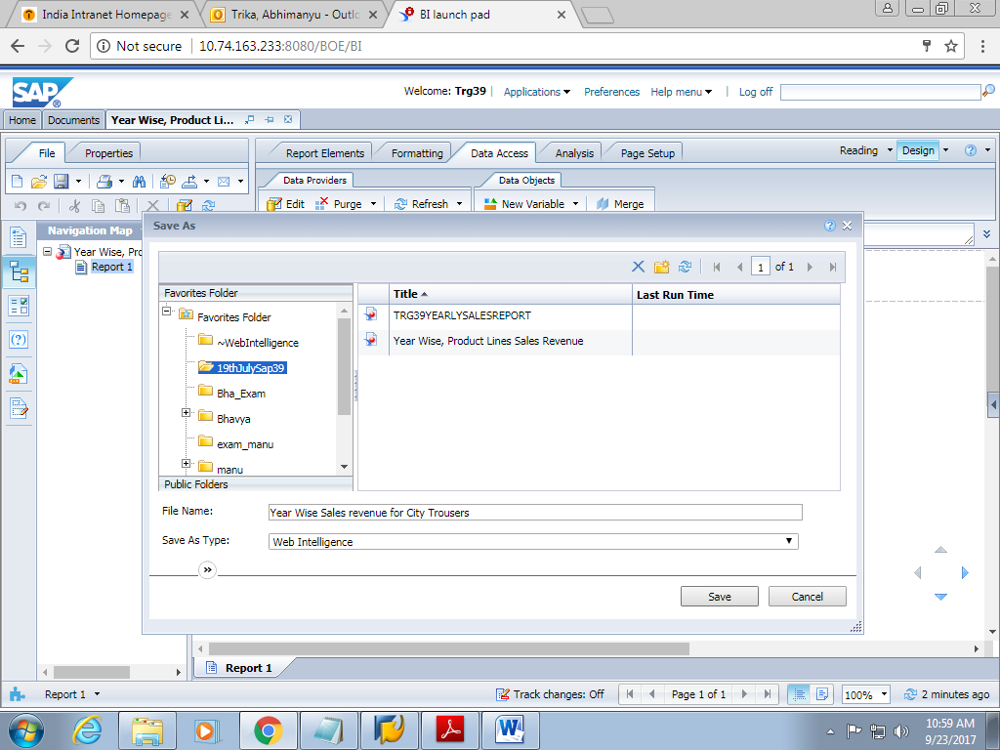 India Intranet Homepage
Trika, Abhimanyu - Outlo
BI launch pad
Not secure
10.74.163.233:8080/BOE/BI
SAP®
Welcome: Trg39
Applications
Preferences
Help menu
Log off
Home
Documents
Year Wise, Product Li...
File
Properties
Report Elements
Formatting
Data Access
Analysis
Page Setup
Reading
Design
Data Providers
Data Objects
Edit
Purge
Refresh
New Variable
Merge
Navigation Map
Year Wise, Pro
Report 1
Save As
1 of 1
Favorites Folder
Favorites Folder
~WebIntelligence
19thJulySap39
Bha_Exam
Bhavya
exam_manu
manu
Public Folders
Title
Last Run Time
TRG39YEARLYSALESREPORT
Year Wise, Product Lines Sales Revenue
File Name:
Year Wise Sales revenue for City Trousers
Save As Type:
Web Intelligence
Save
Cancel
Report 1
Report 1
Track changes: Off
Page 1 of 1
100%
2 minutes ago
10:59 AM
9/23/2017